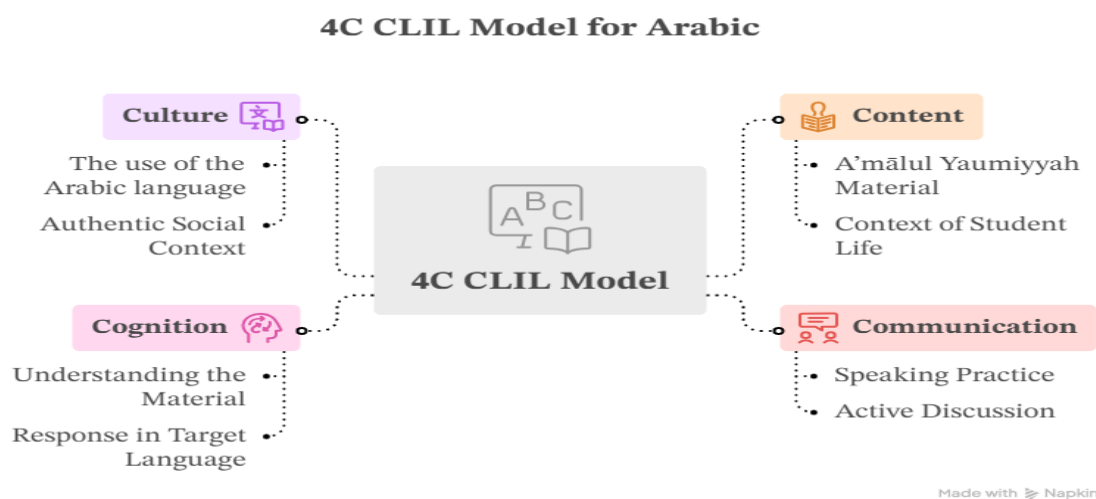 4C CLIL Model for Arabic
Culture
文
The use of the
Arabic language
Authentic Social
Context
Cognition
Understanding the
Material
Response in Target
Language
A B C
4C CLIL Model
Content
A’mālul Yaumiyyah
Material
Context of Student
Life
Communication
Speaking Practice
Active Discussion
Made with Napkin